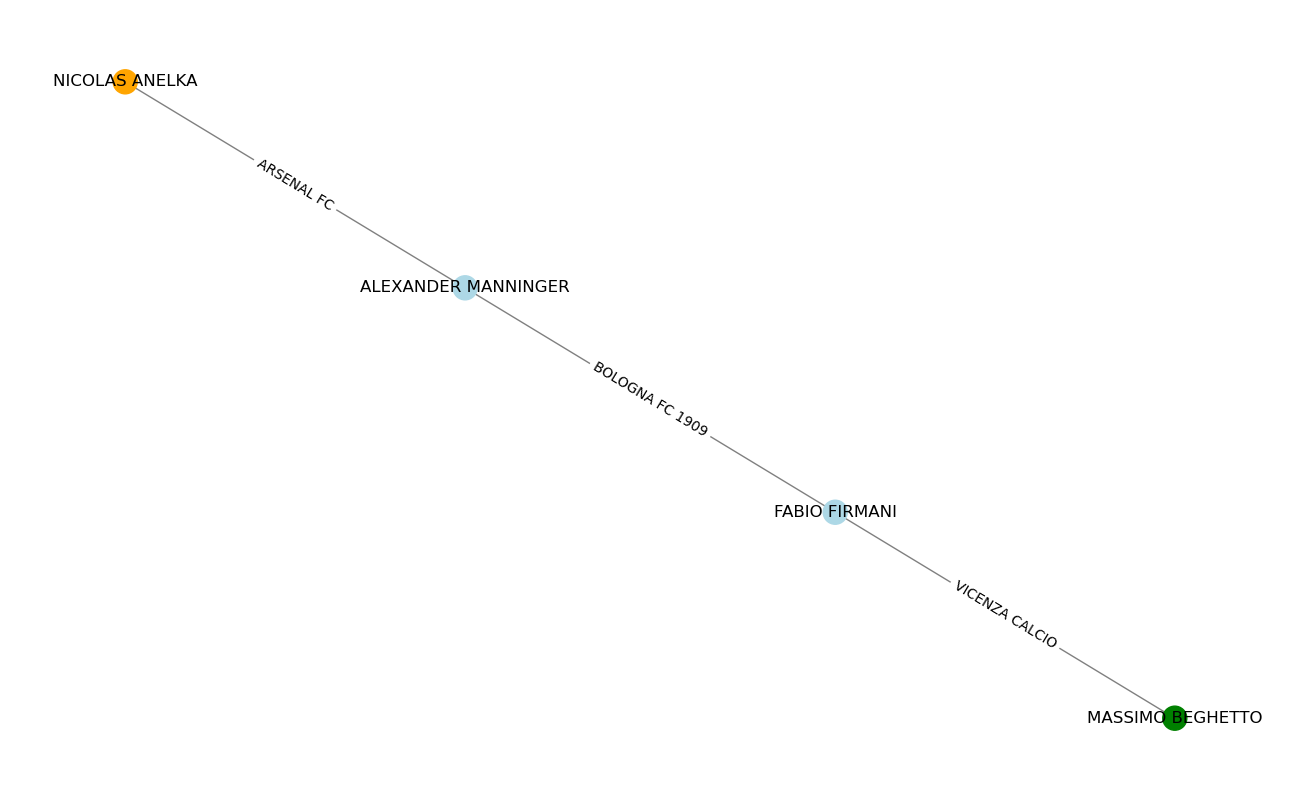 NICOLAS ANELKA
ARSENAL FC
ALEXANDER MANNINGER
BOLOGNA FC 1909
FABIO FIRMANI
VICENZA CALCIO
MASSIMO BEGHETTO